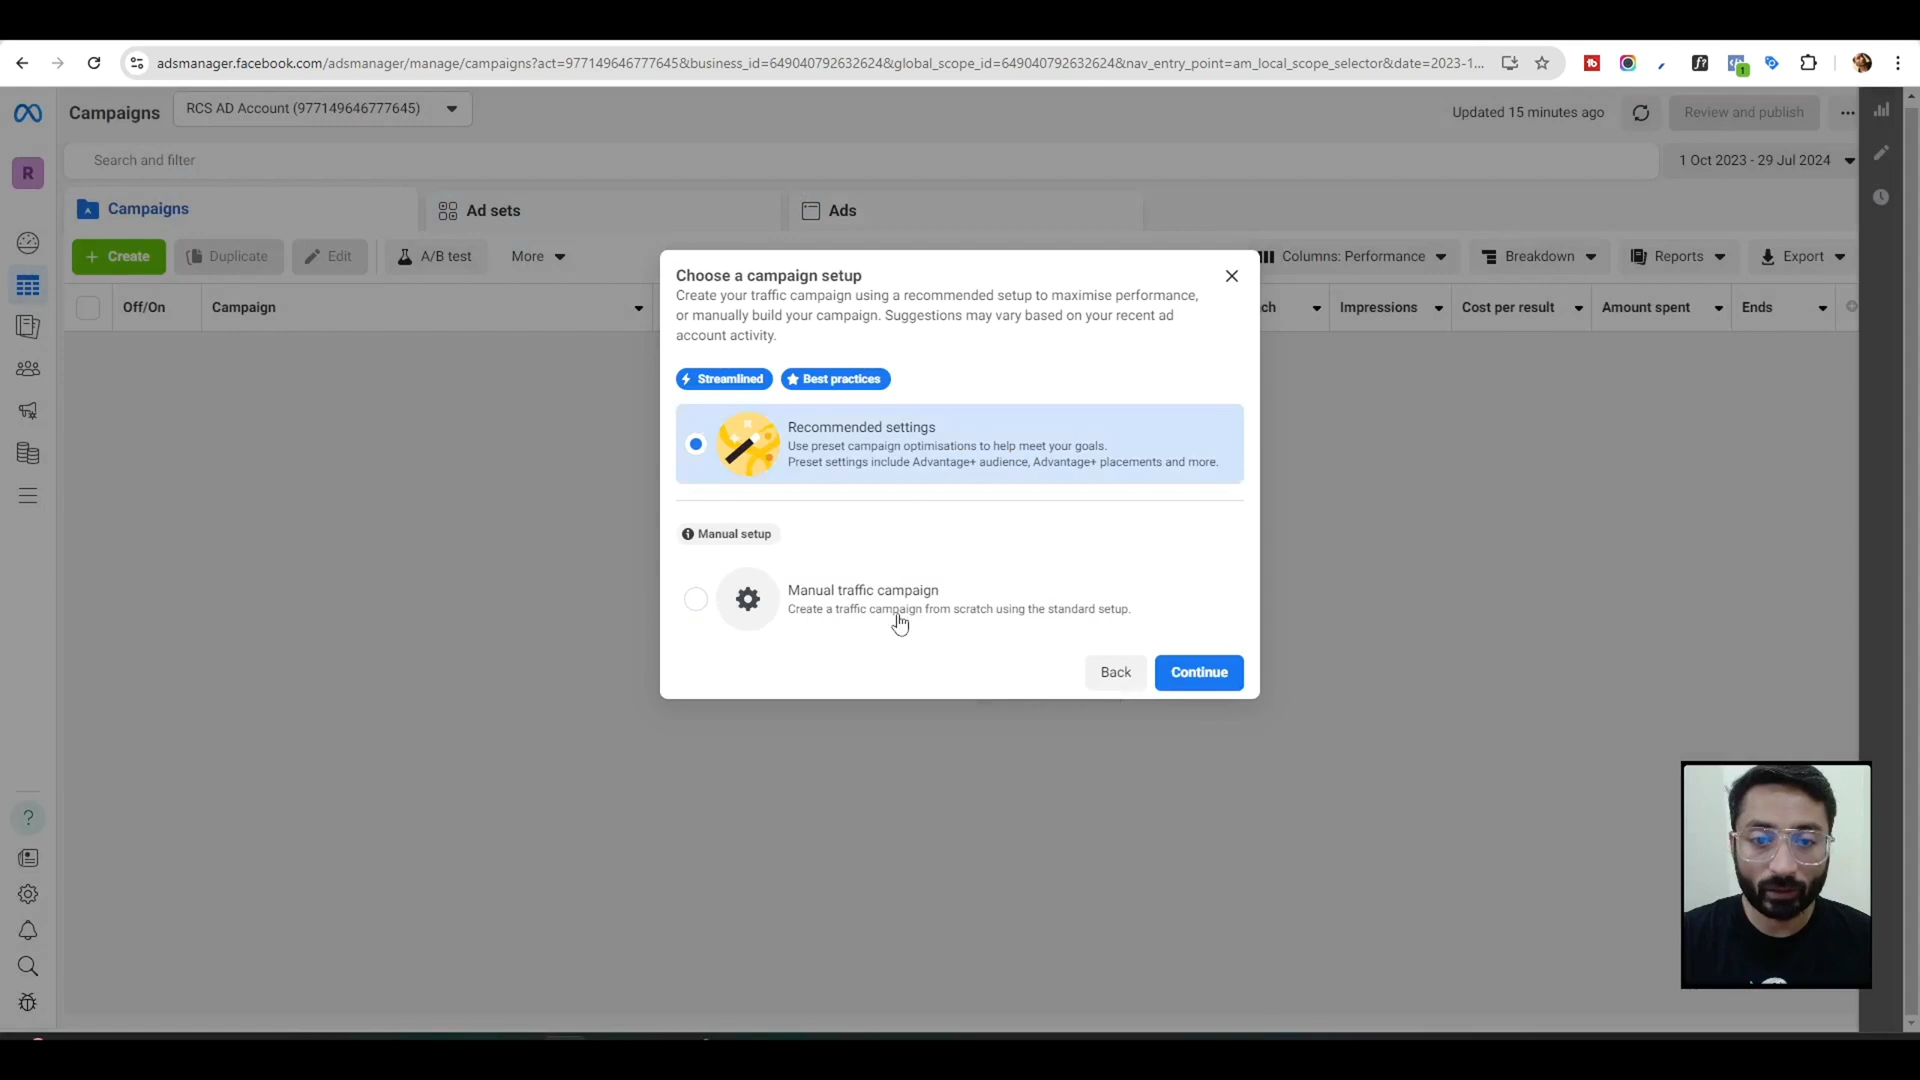 adsmanager.facebook.com/adsmanager/manage/campaigns?act=977149646777645&business_id=649040792632624&global_scope_id=649040792632624&nav_entry_point=am_local_scope_selector&date=2023-1...
1
Campaigns
RCS AD Account (977149646777645)
Updated 15 minutes ago
Review and publish
R
Search and filter
1 Oct 2023 - 29 Jul 2024
Campaigns
Ad sets
Ads
+ Create
Duplicate
Edit
A/B test
More
Columns: Performance
Breakdown
Reports
Export
Off/On
Campaign
ch
Impressions
Cost per result
Amount spent
Ends
Choose a campaign setup
Create your traffic campaign using a recommended setup to maximise performance,
or manually build your campaign. Suggestions may vary based on your recent ad
account activity.
Streamlined
Best practices
Recommended settings
Use preset campaign optimisations to help meet your goals.
Preset settings include Advantage+ audience, Advantage+ placements and more.
Manual setup
Manual traffic campaign
Create a traffic campaign from scratch using the standard setup.
Back
Continue